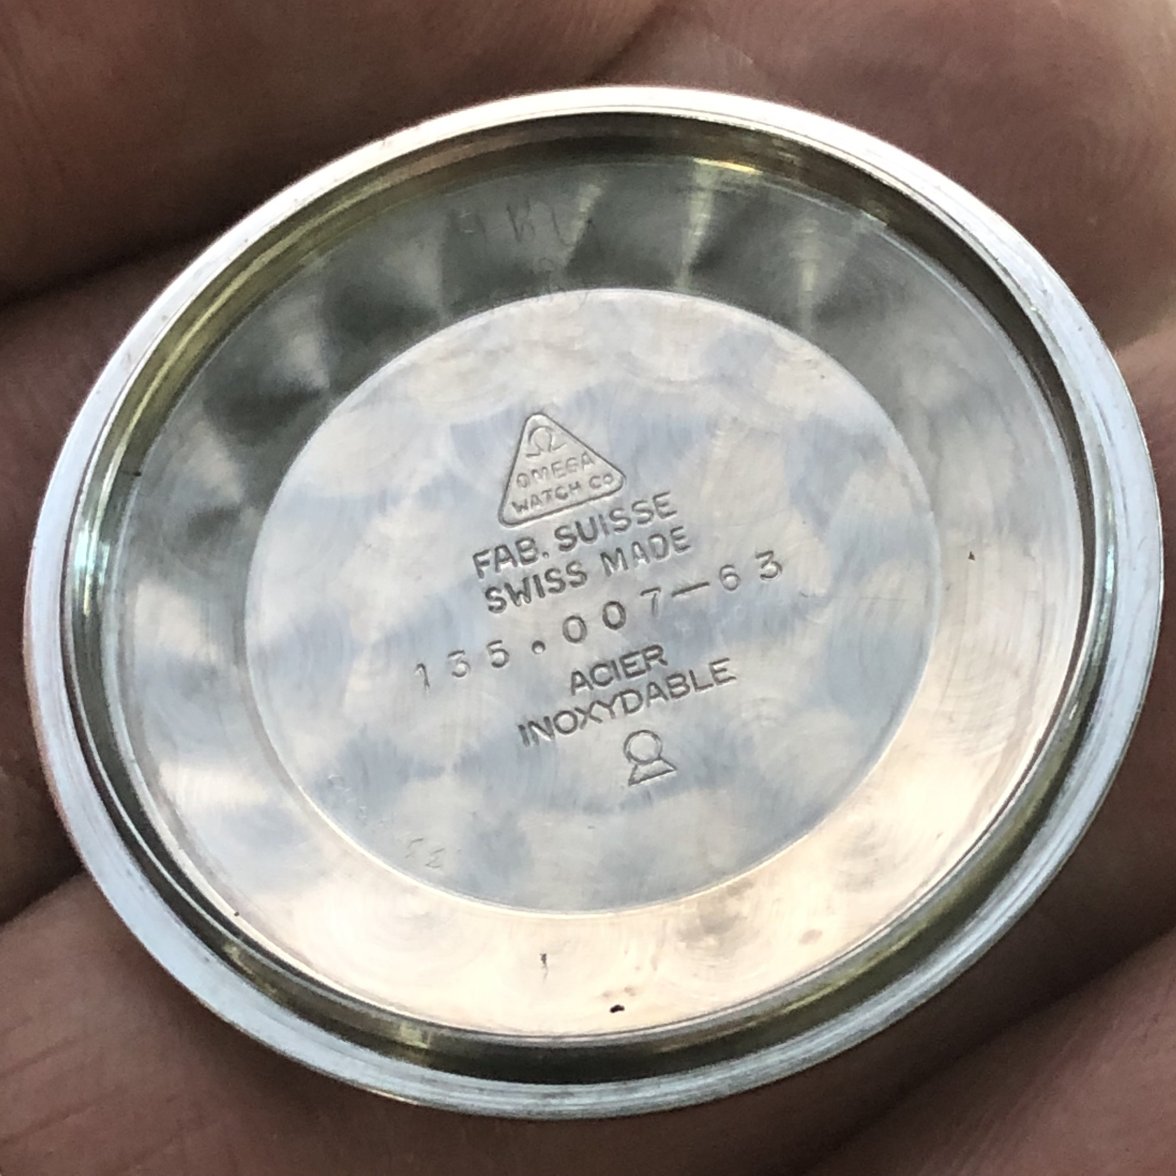 Ω
OMEGA
WATCH Co
FAB. SUISSE
SWISS MADE
135.007–63
ACIER
INOXYDABLE